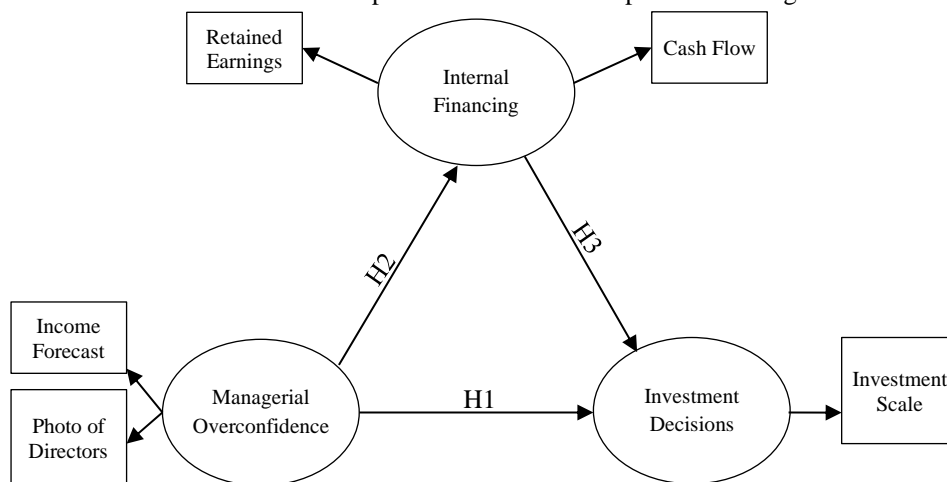 Retained
Earnings
Internal
Financing
Cash Flow
H2
H3
Income
Forecast
Photo of
Directors
Managerial
Overconfidence
H1
Investment
Decisions
Investment
Scale